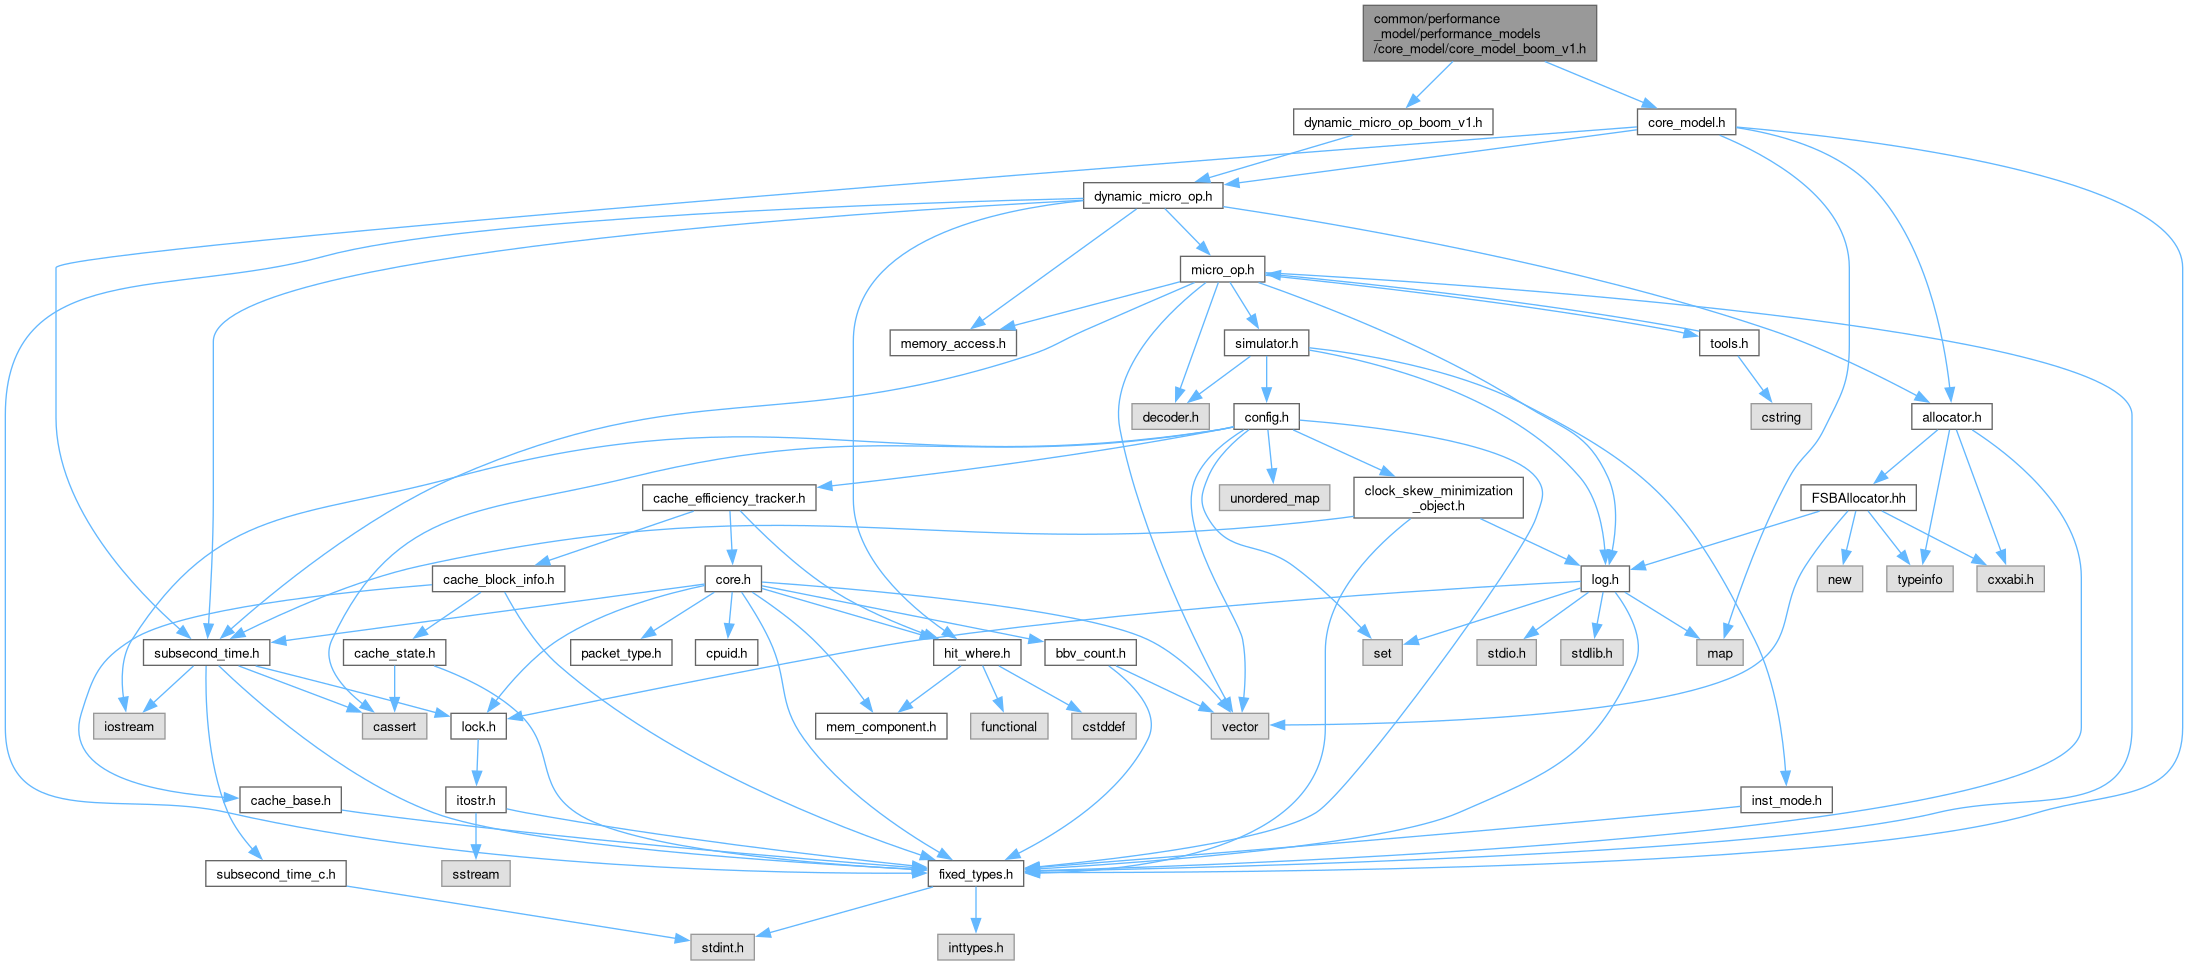 common/performance
_model/performance_models
/core_model/core_model_boom_v1.h
dynamic_micro_op_boom_v1.h
core_model.h
dynamic_micro_op.h
micro_op.h
memory_access.h
simulator.h
tools.h
decoder.h
config.h
cstring
allocator.h
cache_efficiency_tracker.h
unordered_map
clock_skew_minimization
_object.h
FSBAllocator.hh
cache_block_info.h
core.h
log.h
new
typeinfo
cxxabi.h
subsecond_time.h
cache_state.h
packet_type.h
cpuid.h
hit_where.h
bbv_count.h
set
stdio.h
stdlib.h
map
iostream
cassert
lock.h
mem_component.h
functional
cstddef
vector
cache_base.h
itostr.h
inst_mode.h
subsecond_time_c.h
sstream
fixed_types.h
stdint.h
inttypes.h